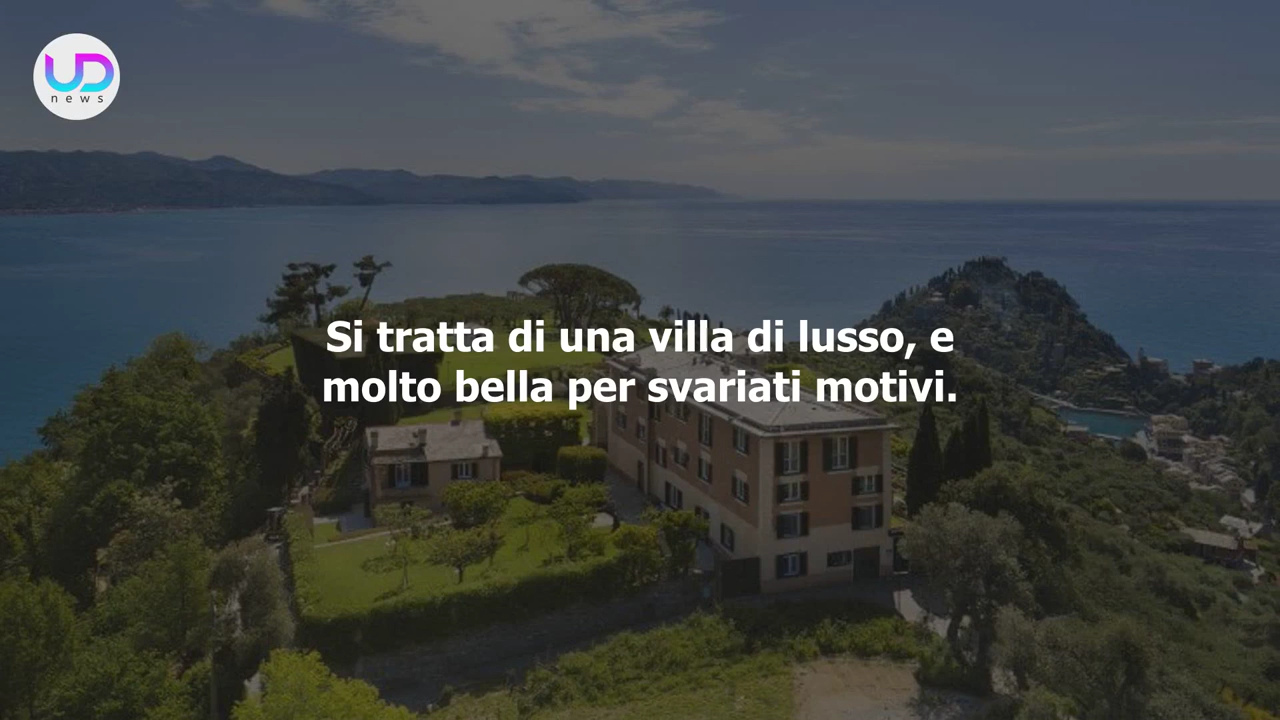 UD
news
Si tratta di una villa di lusso, e
molto bella per svariati motivi.